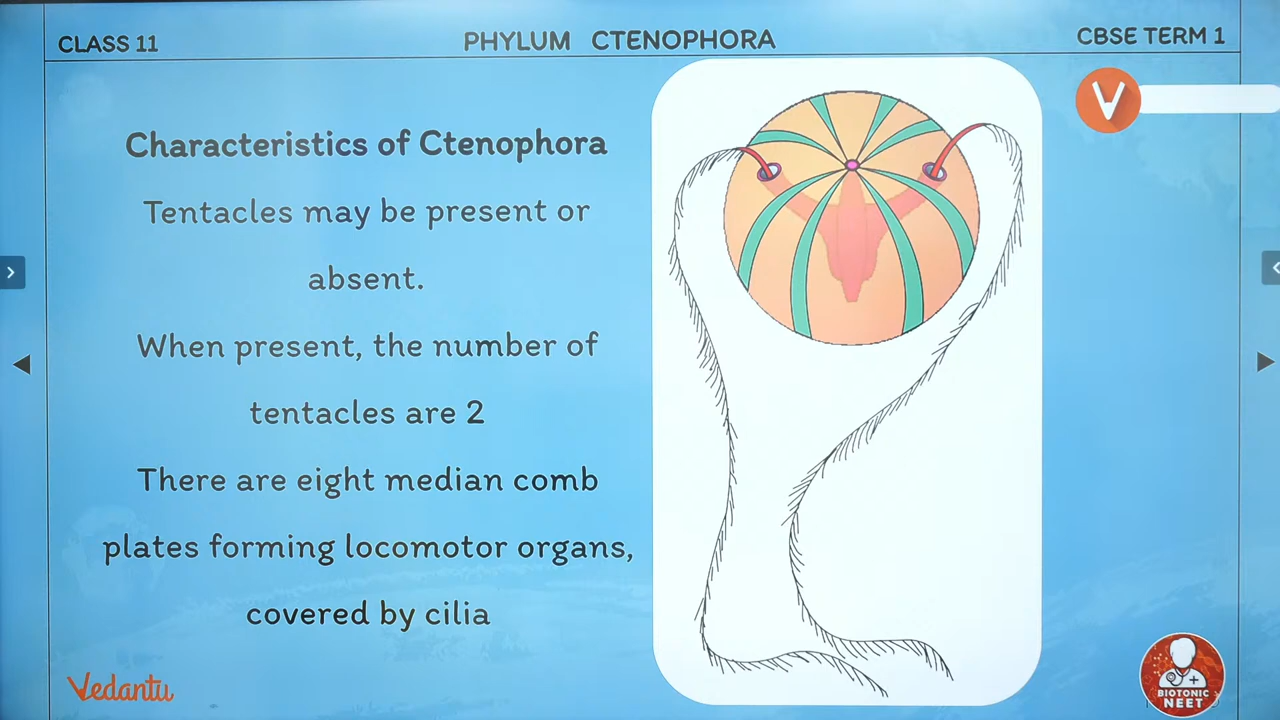 CLASS 11
PHYLUM CTENOPHORA
CBSE TERM 1
Characteristics of Ctenophora
Tentacles may be present or
absent.
When present, the number of
tentacles are 2
There are eight median comb
plates forming locomotor organs,
covered by cilia
Vedantu
BIOTONIC
NEET